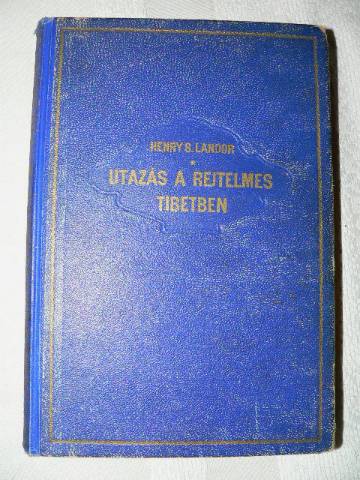 HENRY S. LANDOR
*
UTAZÁS A REJTELMES
TIBETBEN